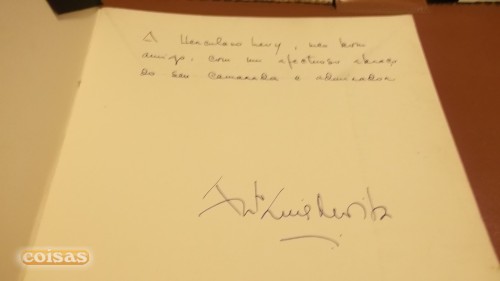 A Herculano Levy, meu bom
amigo, com um afectuoso abraço
do seu camarada e admirador
coisas